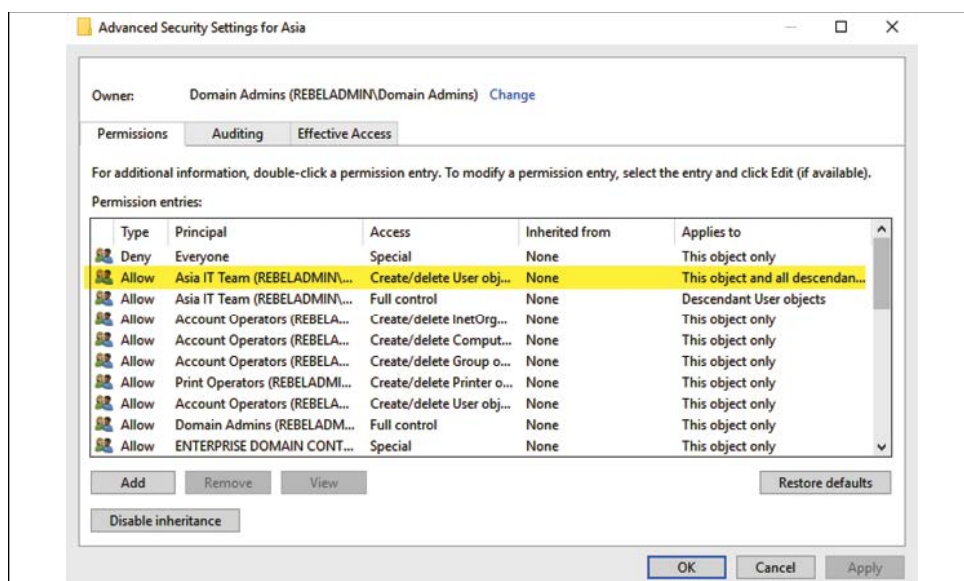 Advanced Security Settings for Asia
Owner: Domain Admins (REBELADMIN\Domain Admins) Change
Permissions Auditing Effective Access
For additional information, double-click a permission entry. To modify a permission entry, select the entry and click Edit (if available).
Permission entries:
Type Principal Access Inherited from Applies to
Deny Everyone Special None This object only
Allow Asia IT Team (REBELADMIN\... Create/delete User obj... None This object and all descendan...
Allow Asia IT Team (REBELADMIN\... Full control None Descendant User objects
Allow Account Operators (REBELA... Create/delete InetOrg... None This object only
Allow Account Operators (REBELA... Create/delete Comput... None This object only
Allow Account Operators (REBELA... Create/delete Group o... None This object only
Allow Print Operators (REBELADMI... Create/delete Printer o... None This object only
Allow Account Operators (REBELA... Create/delete User obj... None This object only
Allow Domain Admins (REBELADM... Full control None This object only
Allow ENTERPRISE DOMAIN CONT... Special None This object only
Add Remove View Restore defaults
Disable inheritance
OK Cancel Apply